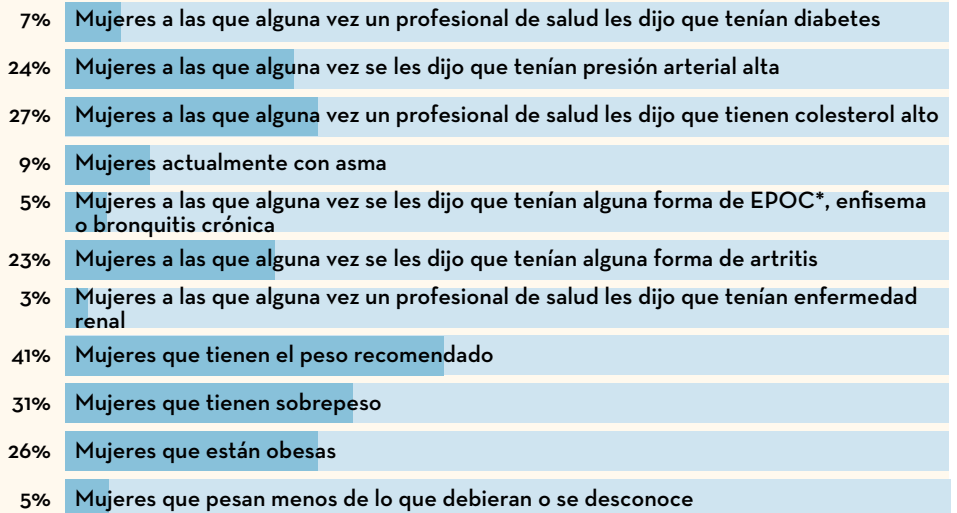 7% Mujeres a las que alguna vez un profesional de salud les dijo que tenían diabetes
24% Mujeres a las que alguna vez se les dijo que tenían presión arterial alta
27% Mujeres a las que alguna vez un profesional de salud les dijo que tienen colesterol alto
9% Mujeres actualmente con asma
5% Mujeres a las que alguna vez se les dijo que tenían alguna forma de EPOC*, enfisema
o bronquitis crónica
23% Mujeres a las que alguna vez se les dijo que tenían alguna forma de artritis
3% Mujeres a las que alguna vez un profesional de salud les dijo que tenían enfermedad
renal
41% Mujeres que tienen el peso recomendado
31% Mujeres que tienen sobrepeso
26% Mujeres que están obesas
5% Mujeres que pesan menos de lo que debieran o se desconoce